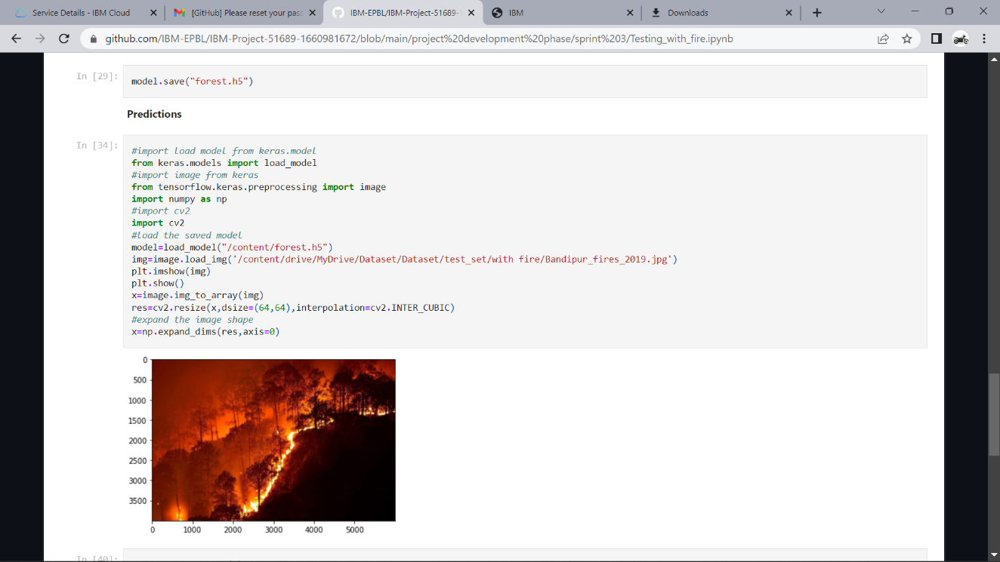 Service Details - IBM Cloud
[GitHub] Please reset your pass
IBM-EPBL/IBM-Project-51689-1
IBM
Downloads
github.com/IBM-EPBL/IBM-Project-51689-1660981672/blob/main/project%20development%20phase/sprint%203/Testing_with_fire.ipynb
In [29]:
model.save("forest.h5")
Predictions
In [34]:
#import load model from keras.model
from keras.models import load_model
#import image from keras
from tensorflow.keras.preprocessing import image
import numpy as np
#import cv2
import cv2
#load the saved model
model=load_model("/content/forest.h5")
img=image.load_img('/content/drive/MyDrive/Dataset/Dataset/test_set/with fire/Bandipur_fires_2019.jpg')
plt.imshow(img)
plt.show()
x=image.img_to_array(img)
res=cv2.resize(x,dsize=(64,64),interpolation=cv2.INTER_CUBIC)
#expand the image shape
x=np.expand_dims(res,axis=0)
0
500
1000
1500
2000
2500
3000
3500
0 1000 2000 3000 4000 5000
In [40]: